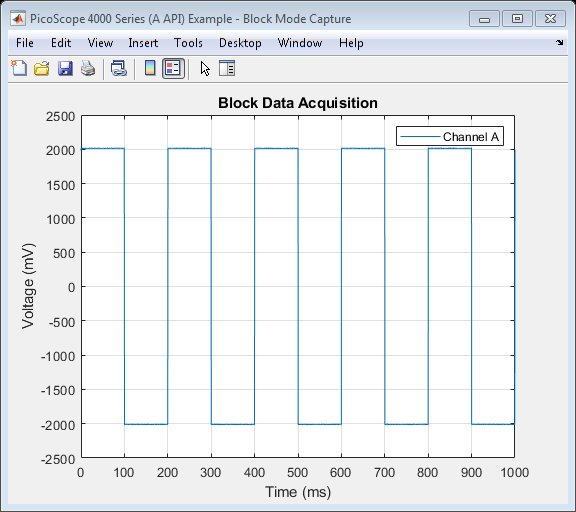 PicoScope 4000 Series (A API) Example - Block Mode Capture
File Edit View Insert Tools Desktop Window Help
Block Data Acquisition
Channel A
2500
2000
1500
1000
500
0
-500
-1000
-1500
-2000
-2500
Voltage (mV)
0 100 200 300 400 500 600 700 800 900 1000
Time (ms)